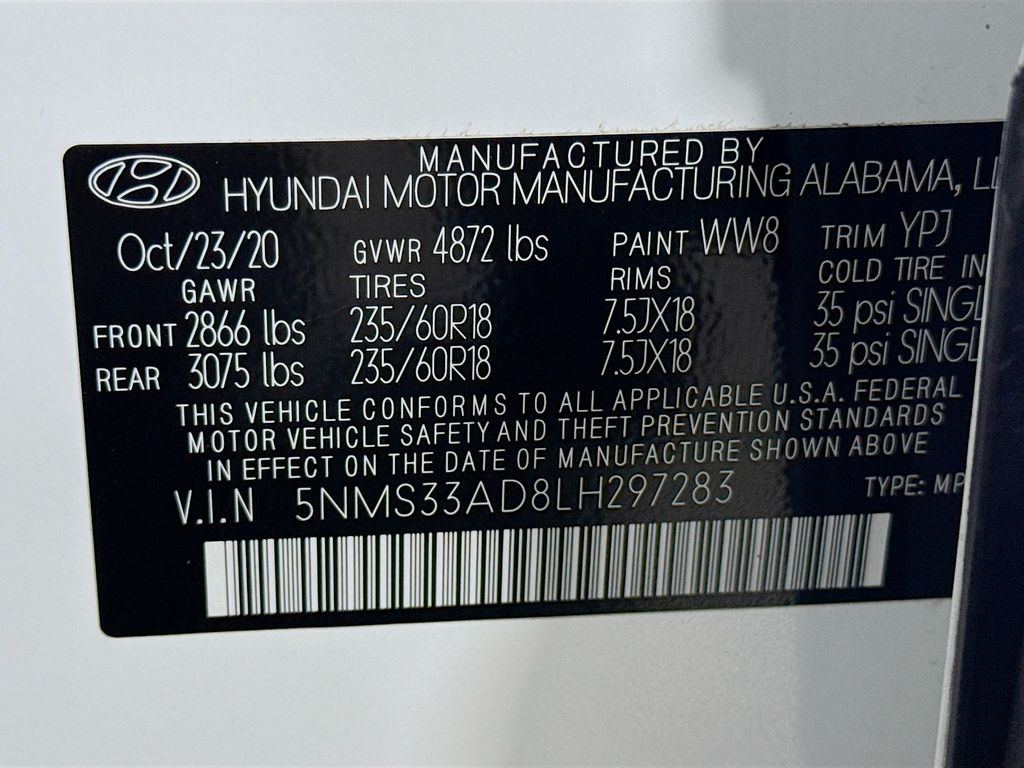 MANUFACTURED BY
HYUNDAI MOTOR MANUFACTURING ALABAMA,
Oct/23/20 GVWR 4872 lbs PAINT WW8 TRIM YPJ
GAWR TIRES RIMS COLD TIRE
FRONT 2866 lbs 235/60R18 7.5JX18 35 psi
REAR 3075 lbs 235/60R18 7.5JX18 35 psi
THIS VEHICLE CONFORMS TO ALL APPLICABLE U.S.A. FEDERAL
MOTOR VEHICLE SAFETY AND THEFT PREVENTION STANDARDS
IN EFFECT ON THE DATE OF MANUFACTURE SHOWN ABOVE
V.I.N 5NMS33AD8LH297283 TYPE: